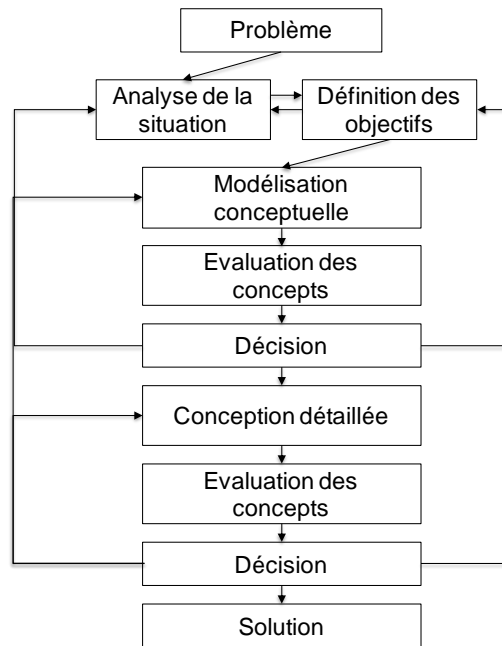 Problème
Analyse de la
situation
Définition des
objectifs
Modélisation
conceptuelle
Evaluation des
concepts
Décision
Conception détaillée
Evaluation des
concepts
Décision
Solution